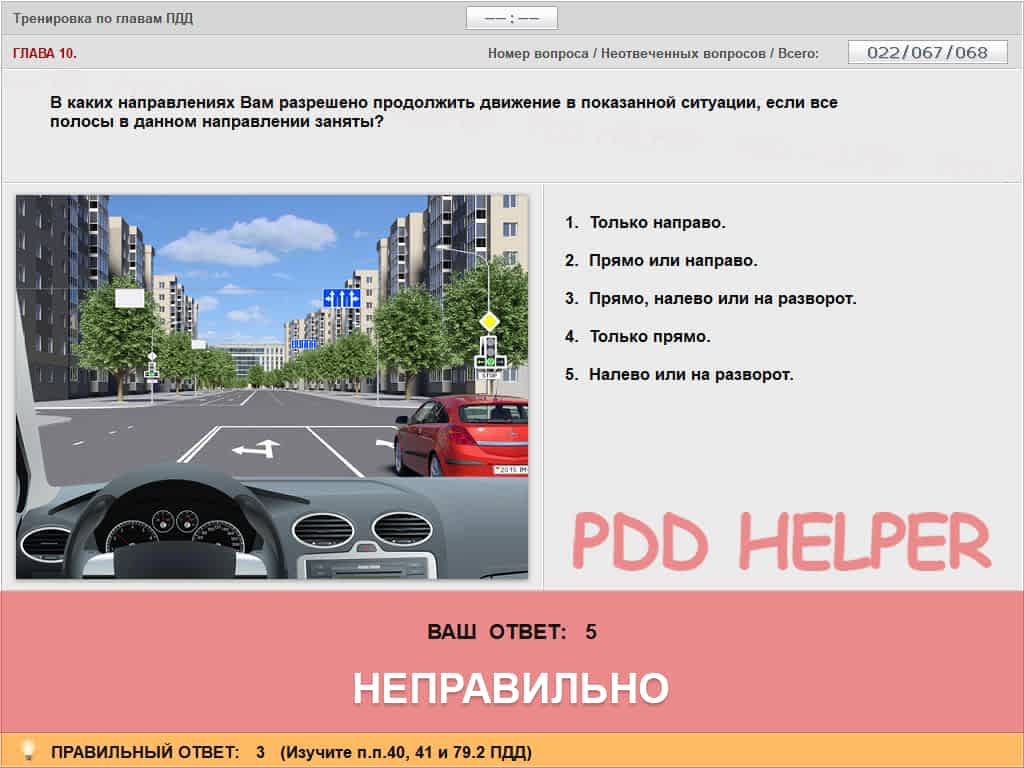 Тренировка по главам ПДД
—— : ——
ГЛАВА 10.
Номер вопроса / Неотвеченных вопросов / Всего:
022/067/068
В каких направлениях Вам разрешено продолжить движение в показанной ситуации, если все
полосы в данном направлении заняты?
1. Только направо.
2. Прямо или направо.
3. Прямо, налево или на разворот.
4. Только прямо.
5. Налево или на разворот.
STOP
PDD HELPER
ВАШ ОТВЕТ: 5
НЕПРАВИЛЬНО
ПРАВИЛЬНЫЙ ОТВЕТ: 3 (Изучите п.п.40, 41 и 79.2 ПДД)